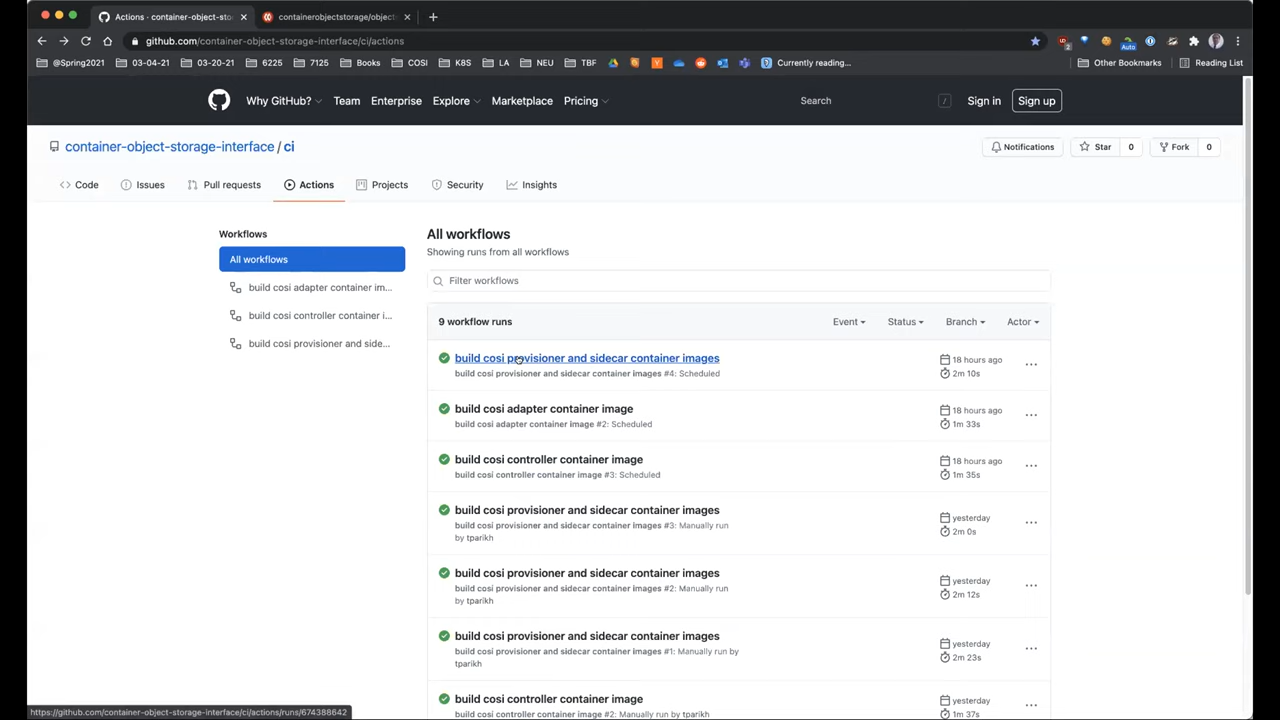 Actions · container-object-sto
containerobjectstorage/object
github.com/container-object-storage-interface/ci/actions
2
Auto
@Spring2021
03-04-21
03-20-21
6225
7125
Books
COSI
K8S
LA
NEU
TBF
Currently reading...
Other Bookmarks
Reading List
Why GitHub?
Team
Enterprise
Explore
Marketplace
Pricing
Search
/
Sign in
Sign up
container-object-storage-interface / ci
Notifications
Star
0
Fork
0
Code
Issues
Pull requests
Actions
Projects
Security
Insights
Workflows
All workflows
build cosi adapter container im...
build cosi controller container i...
build cosi provisioner and side...
All workflows
Showing runs from all workflows
Filter workflows
9 workflow runs
Event
Status
Branch
Actor
build cosi provisioner and sidecar container images
build cosi provisioner and sidecar container images #4: Scheduled
18 hours ago
2m 10s
build cosi adapter container image
build cosi adapter container image #2: Scheduled
18 hours ago
1m 33s
build cosi controller container image
build cosi controller container image #3: Scheduled
18 hours ago
1m 35s
build cosi provisioner and sidecar container images
build cosi provisioner and sidecar container images #3: Manually run
by tparikh
yesterday
2m 0s
build cosi provisioner and sidecar container images
build cosi provisioner and sidecar container images #2: Manually run
by tparikh
yesterday
2m 12s
build cosi provisioner and sidecar container images
build cosi provisioner and sidecar container images #1: Manually run by
tparikh
yesterday
2m 23s
build cosi controller container image
build cosi controller container image #2: Manually run by tparikh
yesterday
1m 37s
https://github.com/container-object-storage-interface/ci/actions/runs/674388642